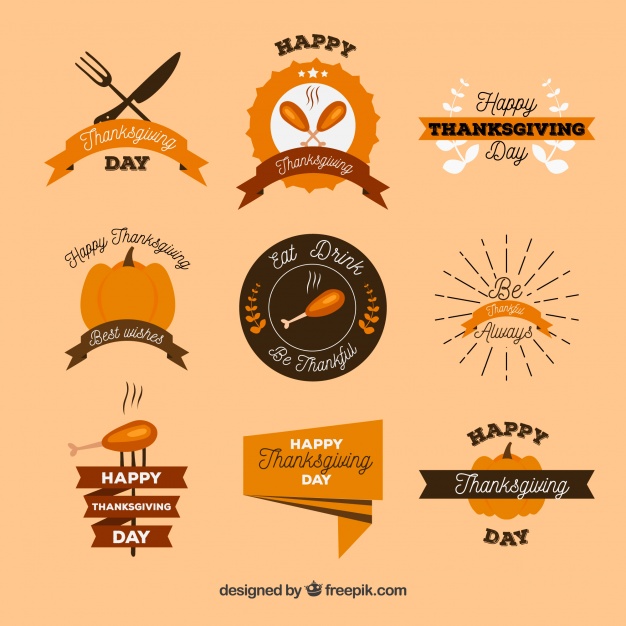 Thanksgiving
DAY
HAPPY
Thanksgiving
Happy
THANKSGIVING
Day
Happy Thanksgiving
Best wishes
Eat Drink
Be Thankful
Be
Thankful
Always
HAPPY
THANKSGIVING
DAY
HAPPY
Thanksgiving
DAY
HAPPY
Thanksgiving
DAY
designed by freepik.com